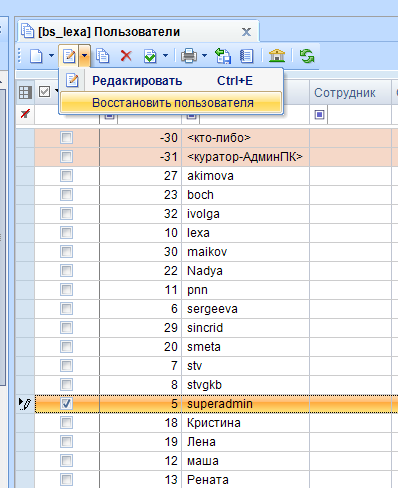 [bs_lexa] Пользователи
Редактировать Ctrl+E
Восстановить пользователя
Сотрудник
-30 <кто-либо>
-31 <куратор-АдминПК>
27 akimova
23 boch
32 ivolga
10 lexa
30 maikov
22 Nadya
11 pnn
6 sergeeva
29 sincrid
20 smeta
7 stv
8 stvgkb
5 superadmin
18 Кристина
19 Лена
12 маша
13 Рената